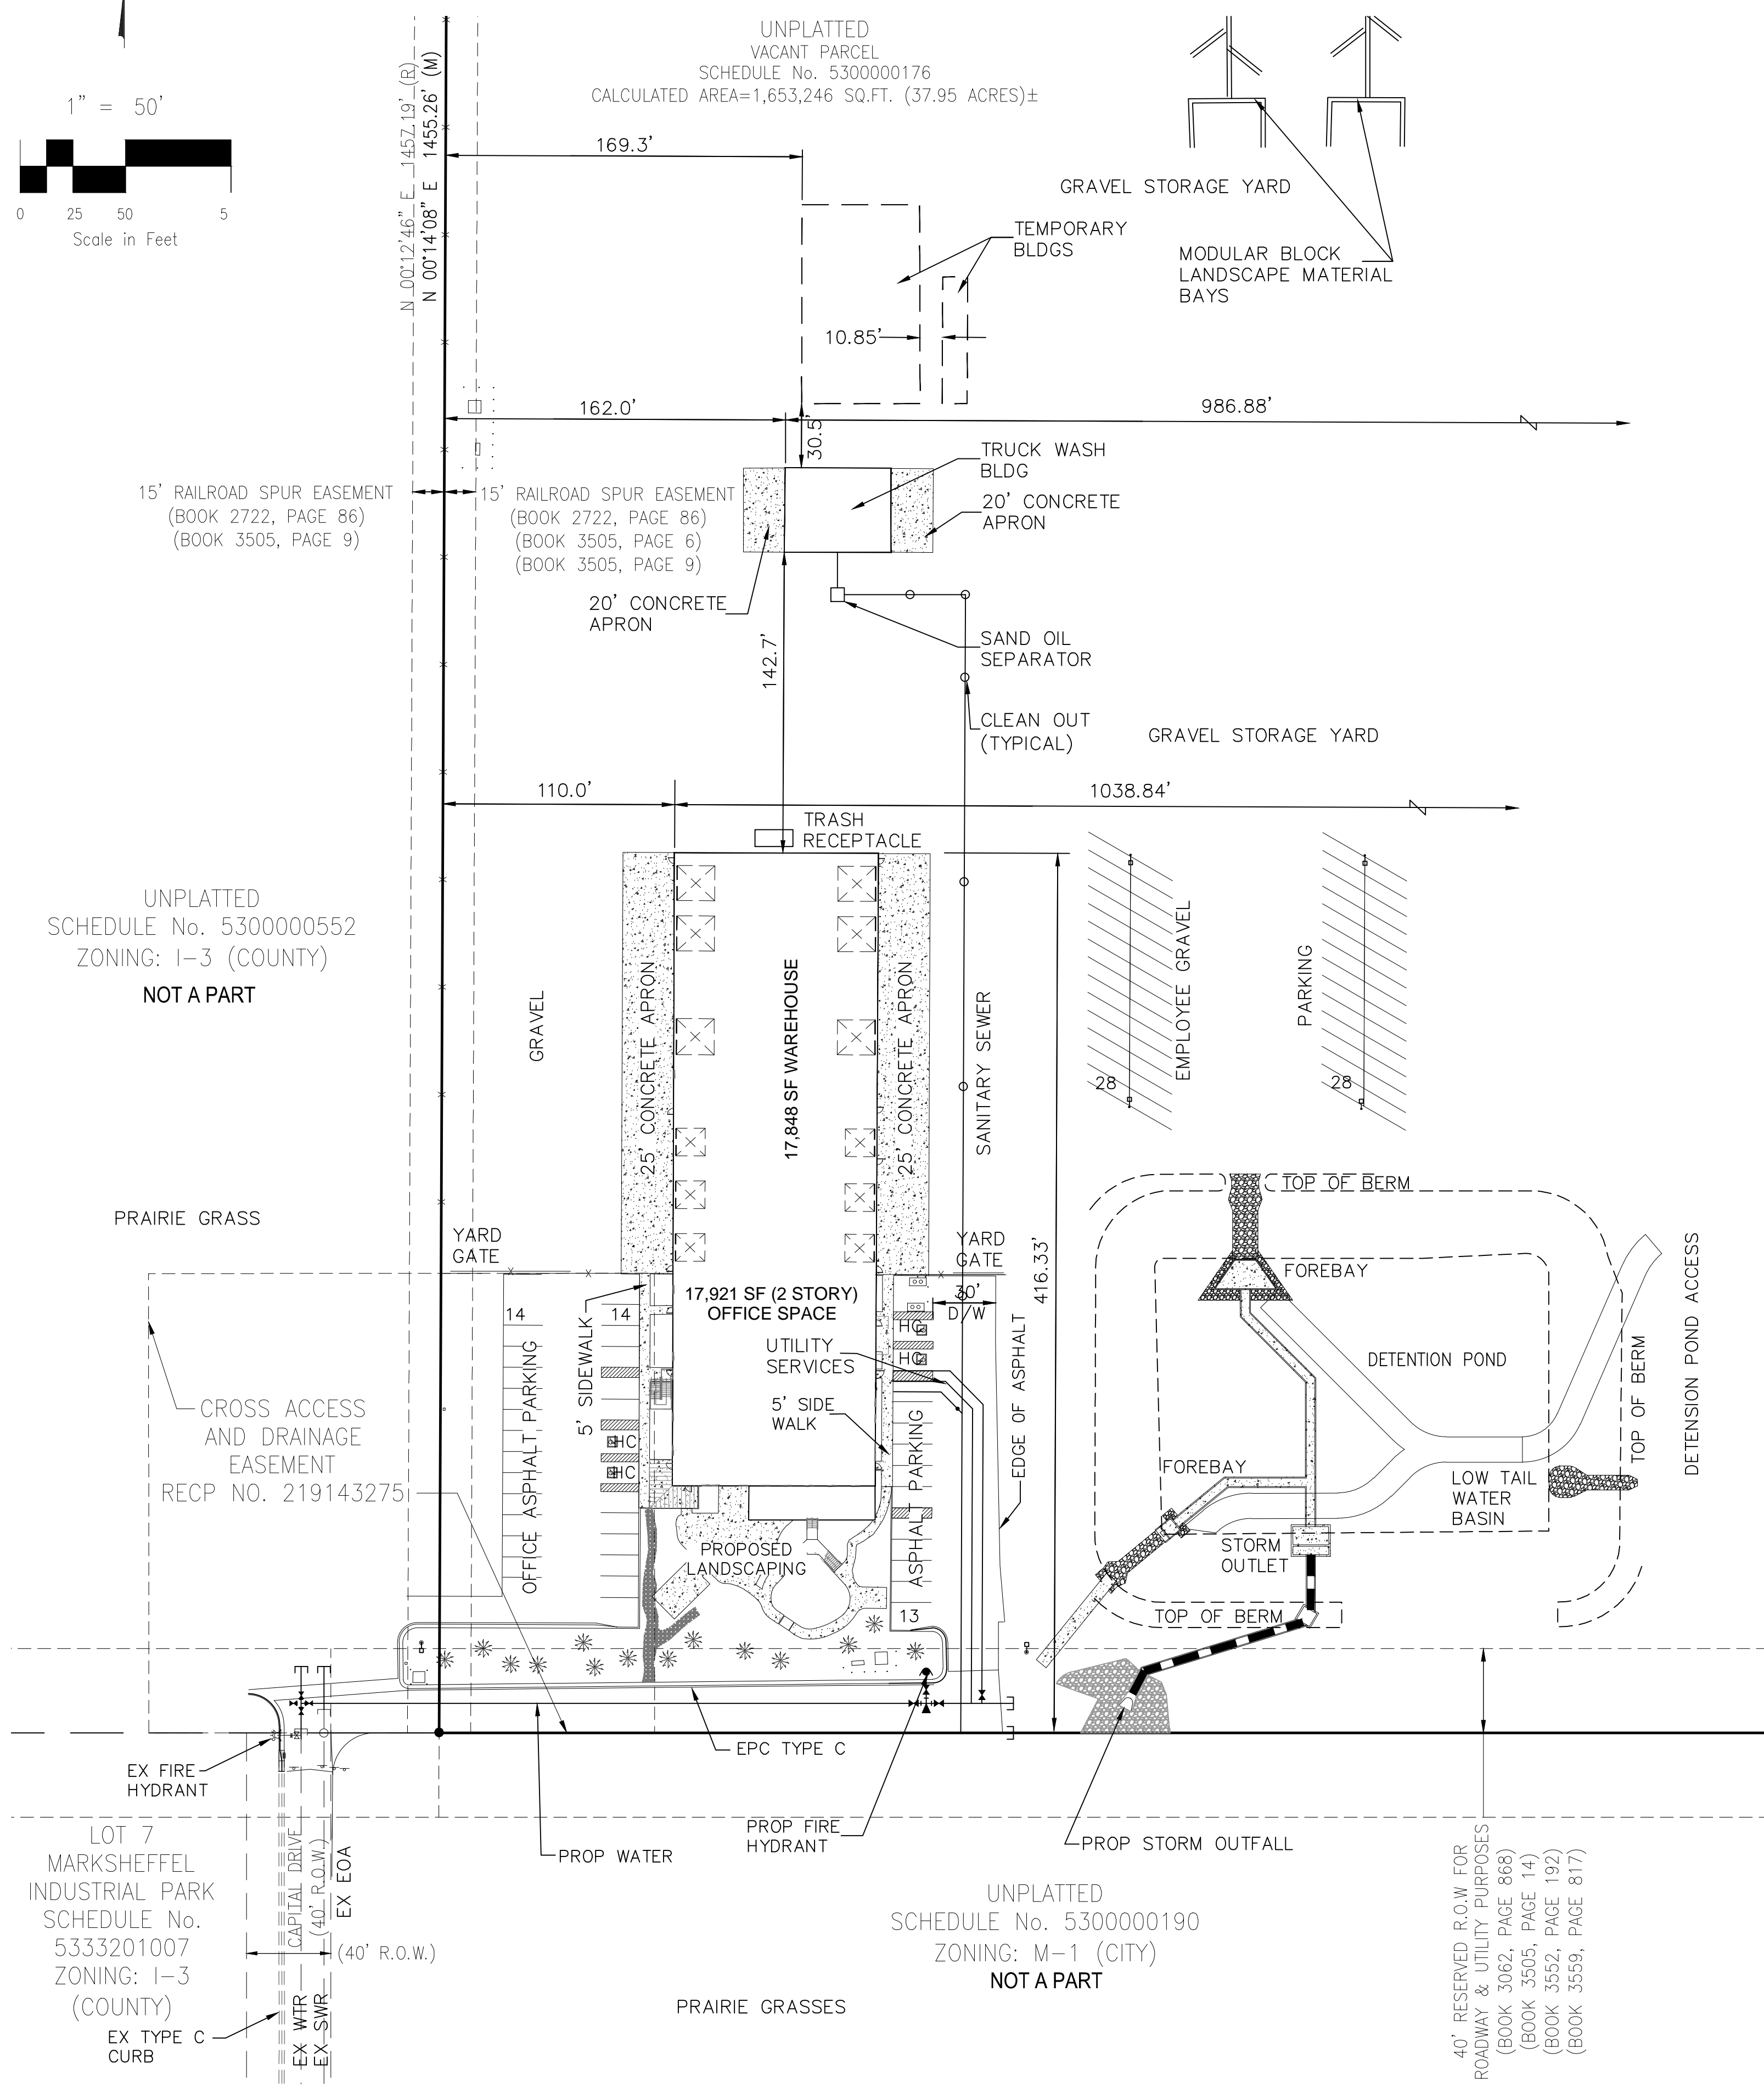 UNPLATTED
VACANT PARCEL
SCHEDULE No. 5300000176
CALCULATED AREA=1,653,246 SQ.FT. (37.95 ACRES)±
1" = 50'
0 25 50 5
Scale in Feet
N 00°12'46" E 1457.19' (R)
N 00°14'08" E 1455.26' (M)
169.3'
GRAVEL STORAGE YARD
TEMPORARY
BLDGS
MODULAR BLOCK
LANDSCAPE MATERIAL
BAYS
10.85'
162.0'
986.88'
30.5'
TRUCK WASH
BLDG
20' CONCRETE
APRON
15' RAILROAD SPUR EASEMENT
(BOOK 2722, PAGE 86)
(BOOK 3505, PAGE 9)
15' RAILROAD SPUR EASEMENT
(BOOK 2722, PAGE 86)
(BOOK 3505, PAGE 6)
(BOOK 3505, PAGE 9)
20' CONCRETE
APRON
142.7'
SAND OIL
SEPARATOR
CLEAN OUT
(TYPICAL)
GRAVEL STORAGE YARD
110.0'
1038.84'
TRASH
RECEPTACLE
UNPLATTED
SCHEDULE No. 5300000552
ZONING: I-3 (COUNTY)
NOT A PART
GRAVEL
25' CONCRETE APRON
17,848 SF WAREHOUSE
25' CONCRETE APRON
SANITARY SEWER
416.33'
EMPLOYEE GRAVEL
PARKING
28
28
PRAIRIE GRASS
YARD
GATE
YARD
GATE
17,921 SF (2 STORY)
OFFICE SPACE
30'
D/W
14
14
HC
HC
UTILITY
SERVICES
5' SIDEWALK
5' SIDE
WALK
OFFICE ASPHALT PARKING
HC
HC
ASPHALT PARKING
13
EDGE OF ASPHALT
CROSS ACCESS
AND DRAINAGE
EASEMENT
RECP NO. 219143275
PROPOSED
LANDSCAPING
TOP OF BERM
FOREBAY
DETENTION POND
TOP OF BERM
DETENTION POND ACCESS
FOREBAY
LOW TAIL
WATER
BASIN
STORM
OUTLET
TOP OF BERM
EX FIRE
HYDRANT
EPC TYPE C
PROP FIRE
HYDRANT
PROP WATER
PROP STORM OUTFALL
LOT 7
MARKSHEFFEL
INDUSTRIAL PARK
SCHEDULE No.
5333201007
ZONING: I-3
(COUNTY)
CAPITAL DRIVE
(40' R.O.W.)
EX EOA
(40' R.O.W.)
EX WTR
EX SWR
EX TYPE C
CURB
UNPLATTED
SCHEDULE No. 5300000190
ZONING: M-1 (CITY)
NOT A PART
PRAIRIE GRASSES
40' RESERVED R.O.W FOR
ROADWAY & UTILITY PURPOSES
(BOOK 3062, PAGE 868)
(BOOK 3505, PAGE 14)
(BOOK 3552, PAGE 192)
(BOOK 3559, PAGE 817)